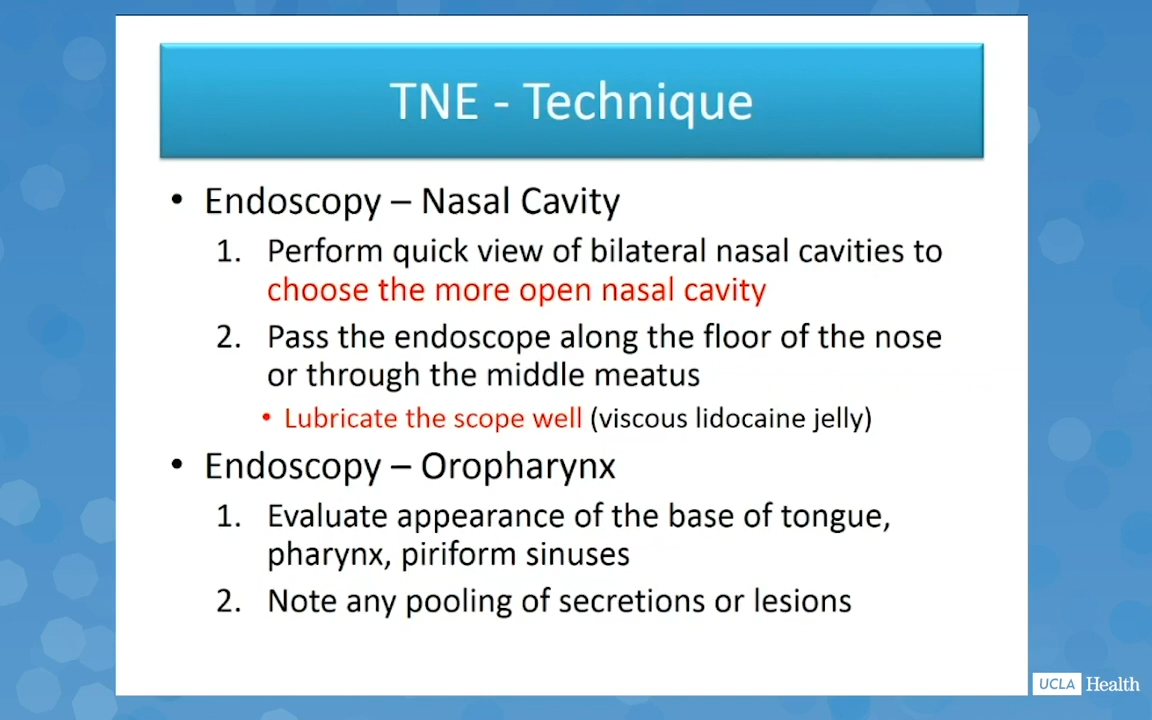 TNE - Technique
• Endoscopy – Nasal Cavity
1. Perform quick view of bilateral nasal cavities to
choose the more open nasal cavity
2. Pass the endoscope along the floor of the nose
or through the middle meatus
• Lubricate the scope well (viscous lidocaine jelly)
• Endoscopy – Oropharynx
1. Evaluate appearance of the base of tongue,
pharynx, piriform sinuses
2. Note any pooling of secretions or lesions
UCLA Health